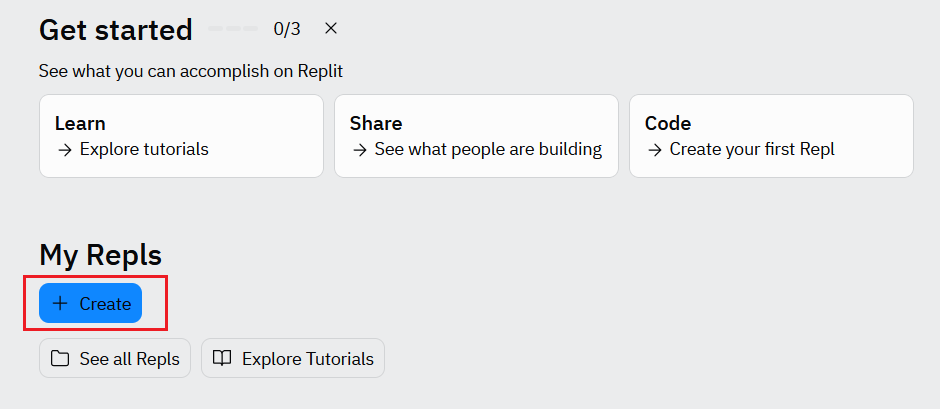 Get started 0/3
See what you can accomplish on Replit
Learn
Explore tutorials
Share
See what people are building
Code
Create your first Repl
My Repls
Create
See all Repls
Explore Tutorials